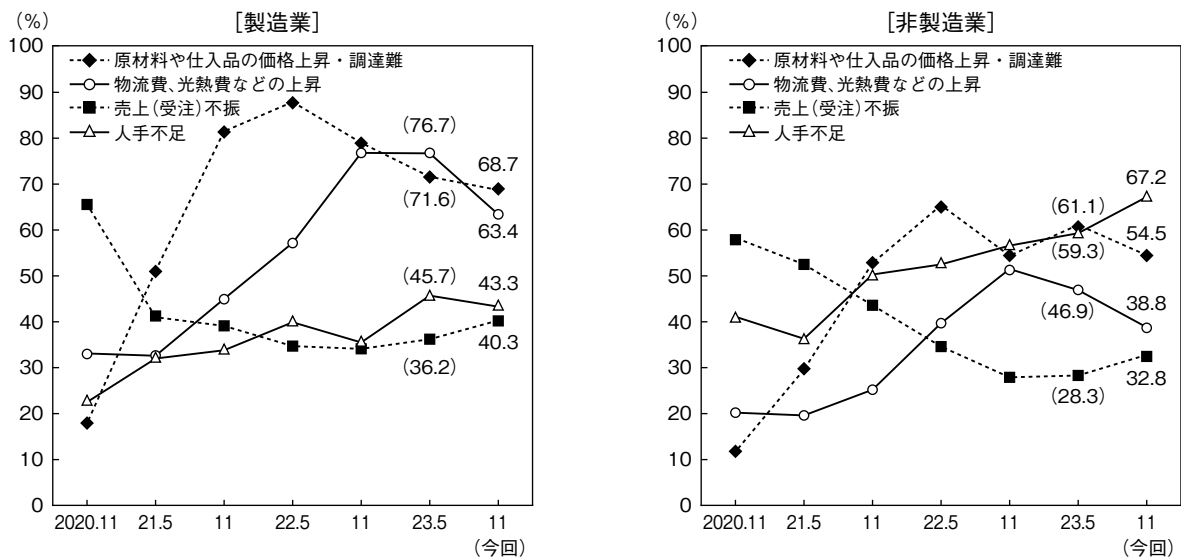 [製造業]
(%)
100
90
80
70
60
50
40
30
20
10
0
原材料や仕入品の価格上昇・調達難
物流費、光熱費などの上昇
売上(受注)不振
人手不足
(76.7)
68.7
(71.6)
63.4
(45.7)
43.3
40.3
(36.2)
2020.11 21.5 11 22.5 11 23.5 11
(今回)
[非製造業]
(%)
100
90
80
70
60
50
40
30
20
10
0
原材料や仕入品の価格上昇・調達難
物流費、光熱費などの上昇
売上(受注)不振
人手不足
67.2
(61.1)
54.5
(59.3)
38.8
(46.9)
32.8
(28.3)
2020.11 21.5 11 22.5 11 23.5 11
(今回)